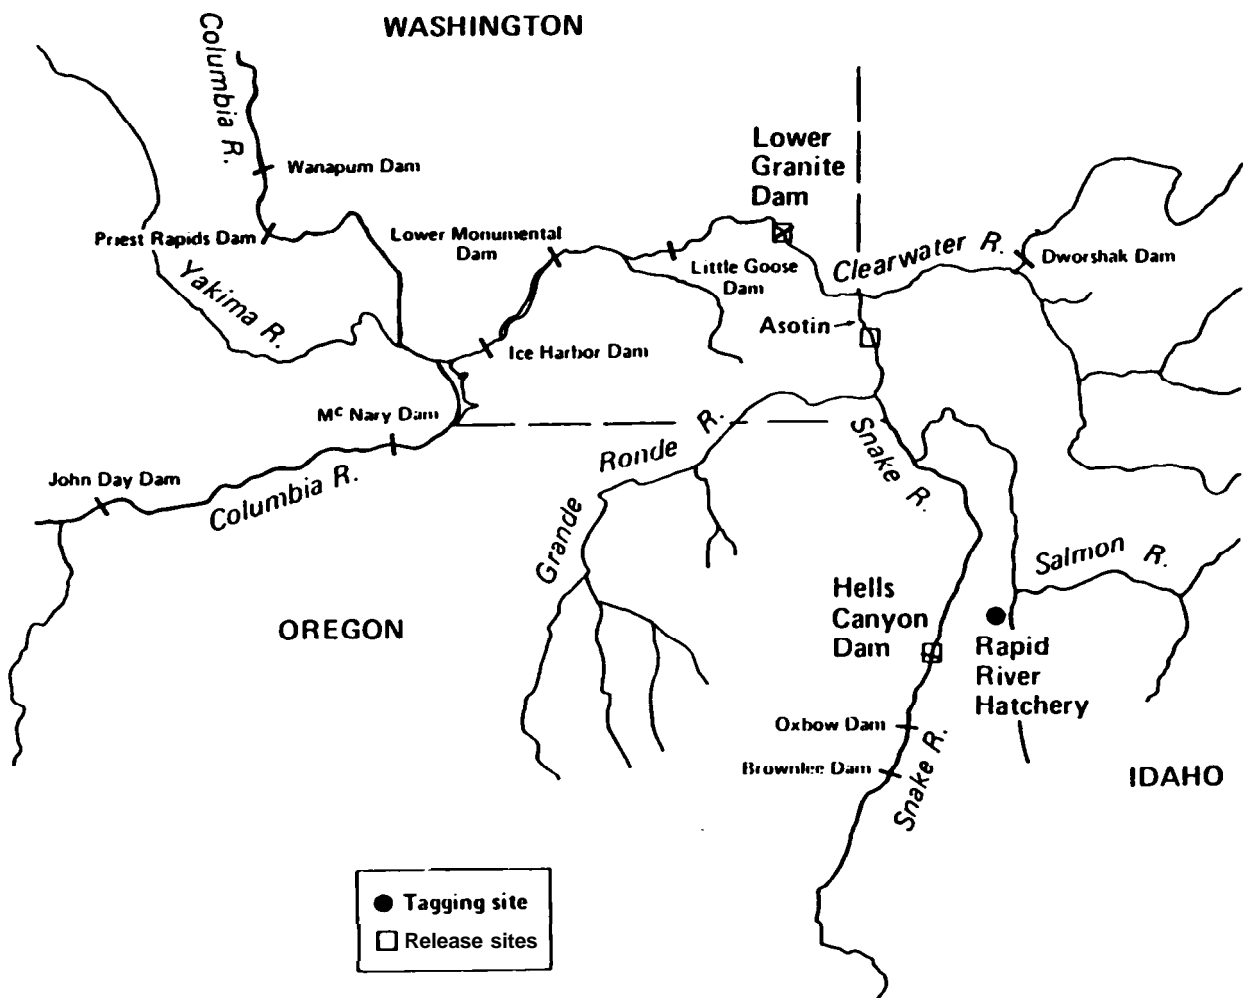 WASHINGTON
Columbia R.
Wanapum Dam
Lower
Granite
Dam
Priest Rapids Dam
Lower Monumental
Dam
Yakima R.
Little Goose
Dam
Clearwater R.
Dworshak Dam
Asotin
Ice Harbor Dam
Mc Nary Dam
Snake R.
Grande Ronde R.
John Day Dam
Columbia R.
Salmon R.
Hells
Canyon
Dam
OREGON
Rapid
River
Hatchery
Oxbow Dam
Snake R.
Brownlee Dam
IDAHO
Tagging site
Release sites